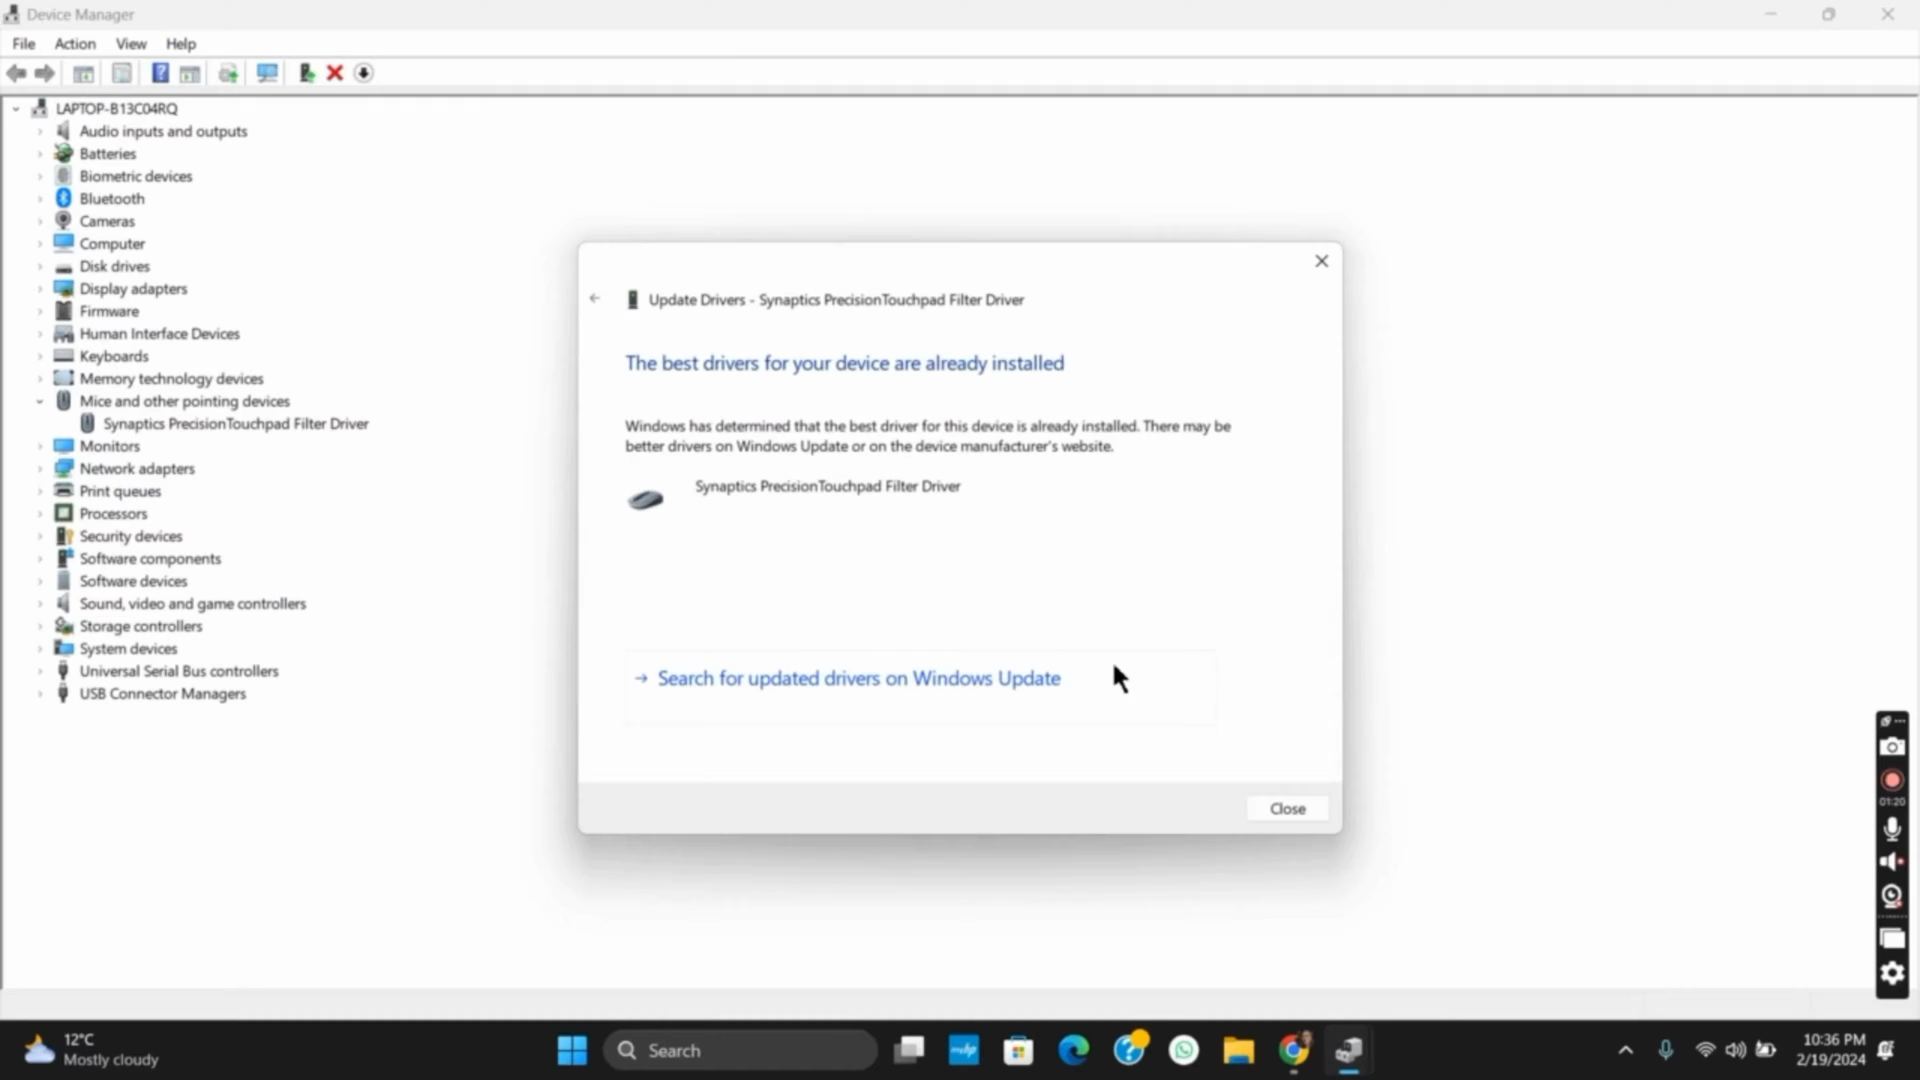 Device Manager
File Action View Help
LAPTOP-B13C04RQ
Audio inputs and outputs
Batteries
Biometric devices
Bluetooth
Cameras
Computer
Disk drives
Display adapters
Firmware
Human Interface Devices
Keyboards
Memory technology devices
Mice and other pointing devices
Synaptics PrecisionTouchpad Filter Driver
Monitors
Network adapters
Print queues
Processors
Security devices
Software components
Software devices
Sound, video and game controllers
Storage controllers
System devices
Universal Serial Bus controllers
USB Connector Managers
Update Drivers - Synaptics PrecisionTouchpad Filter Driver
The best drivers for your device are already installed
Windows has determined that the best driver for this device is already installed. There may be
better drivers on Windows Update or on the device manufacturer's website.
Synaptics PrecisionTouchpad Filter Driver
→ Search for updated drivers on Windows Update
Close
01:20
12°C
Mostly cloudy
Search
myhp
10:36 PM
2/19/2024